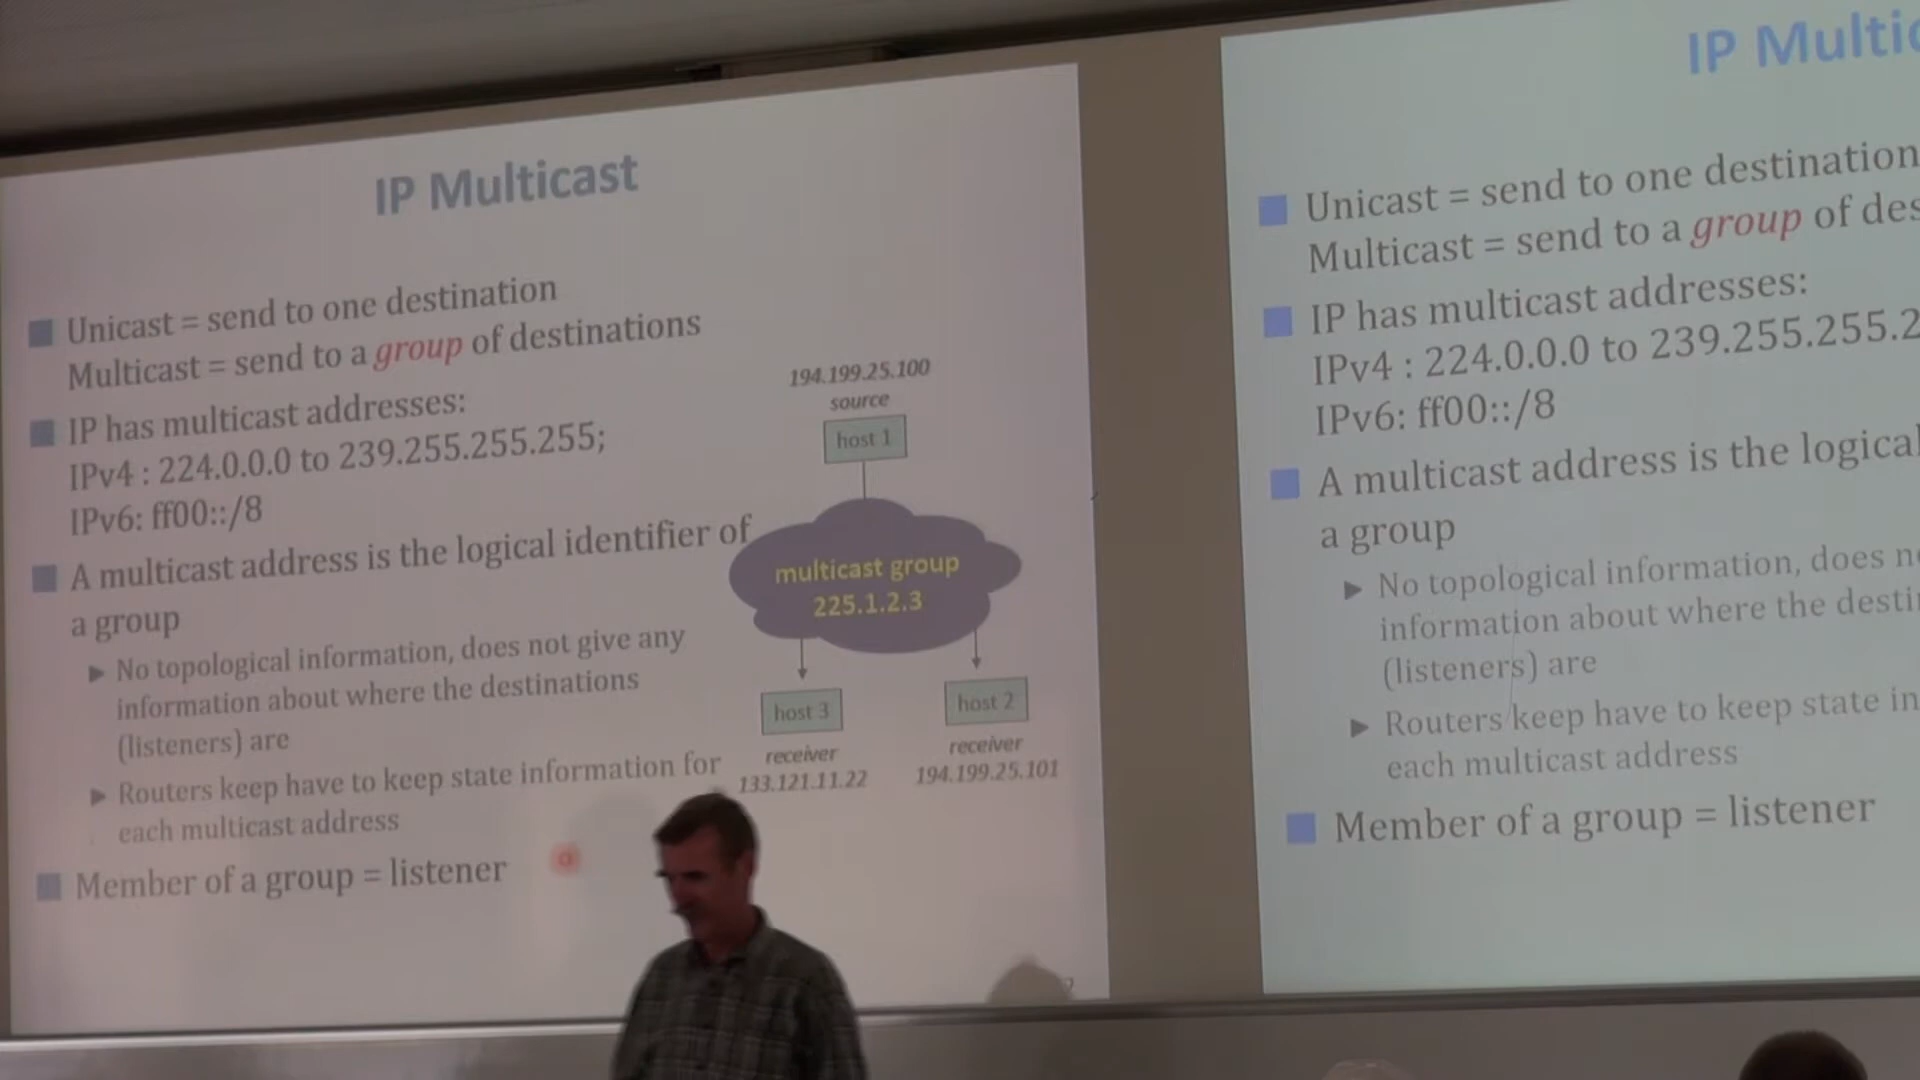 IP Multicast
Unicast = send to one destination
Multicast = send to a group of destinations
IP has multicast addresses:
IPv4 : 224.0.0.0 to 239.255.255.255;
IPv6: ff00::/8
A multicast address is the logical identifier of
a group
No topological information, does not give any
information about where the destinations
(listeners) are
Routers keep have to keep state information for
each multicast address
Member of a group = listener
194.199.25.100
source
host 1
multicast group
225.1.2.3
host 3
receiver
133.121.11.22
host 2
receiver
194.199.25.101
2
IP Multic
Unicast = send to one destination
Multicast = send to a group of des
IP has multicast addresses:
IPv4 : 224.0.0.0 to 239.255.255.2
IPv6: ff00::/8
A multicast address is the logical
a group
No topological information, does n
information about where the destin
(listeners) are
Routers keep have to keep state in
each multicast address
Member of a group = listener